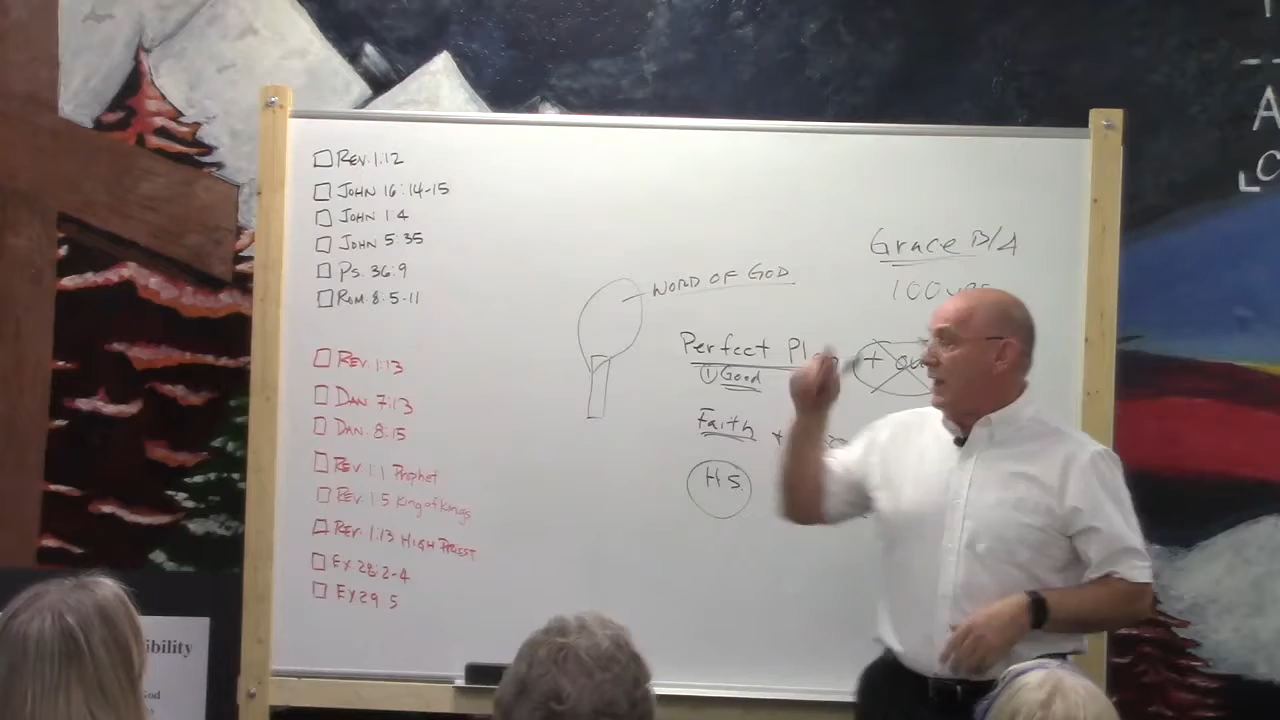 □ REV. 1:12
□ JOHN 16:14-15
□ JOHN 1:4
□ JOHN 5:35
□ PS. 36:9
□ ROM. 8:5-11
□ REV. 1:13
□ DAN 7:13
□ DAN. 8:15
□ REV. 1:1 Prophet
□ REV. 1:5 King of Kings
□ REV. 1:13 HIGH PRIEST
□ EX. 28:2-4
□ EX 29 5
WORD OF GOD
Grace B/4
Perfect
① Good
Faith
H S.
ibility
od
A